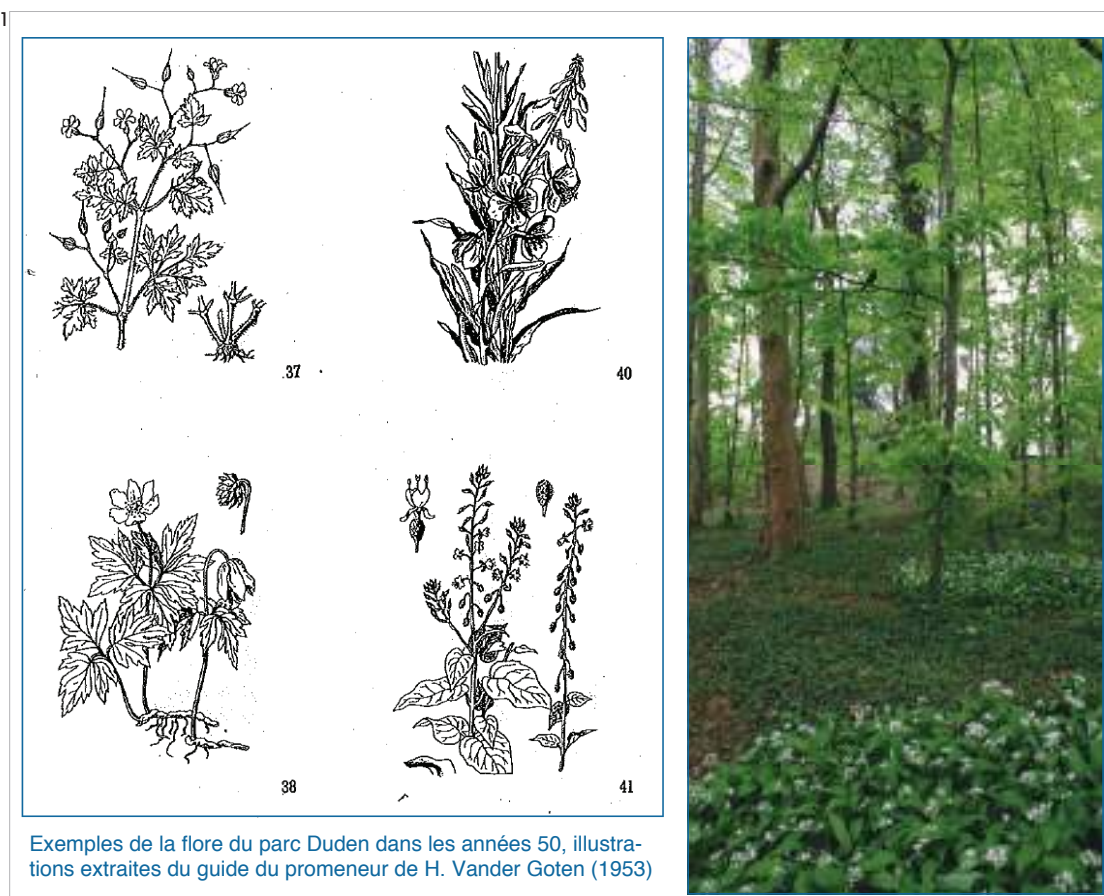 1
37
40
38
41
Exemples de la flore du parc Duden dans les années 50, illustra-
tions extraites du guide du promeneur de H. Vander Goten (1953)